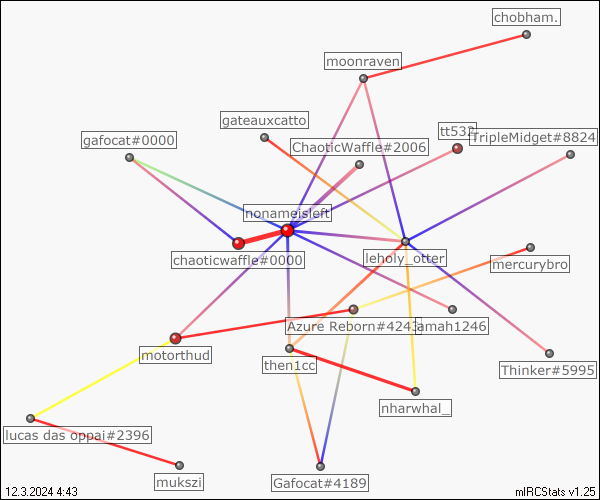 chobham.
moonraven
gateauxcatto
gafocat#0000
tt532
TripleMidget#8824
ChaoticWaffle#2006
nonameisleft
chaoticwaffle#0000
leholy_otter
mercurybro
Azure Reborn#4243
amah1246
motorthud
then1cc
Thinker#5995
nharwhal_
lucas das oppai#2396
mukszi
Gafocat#4189
12.3.2024 4:43
mIRCStats v1.25